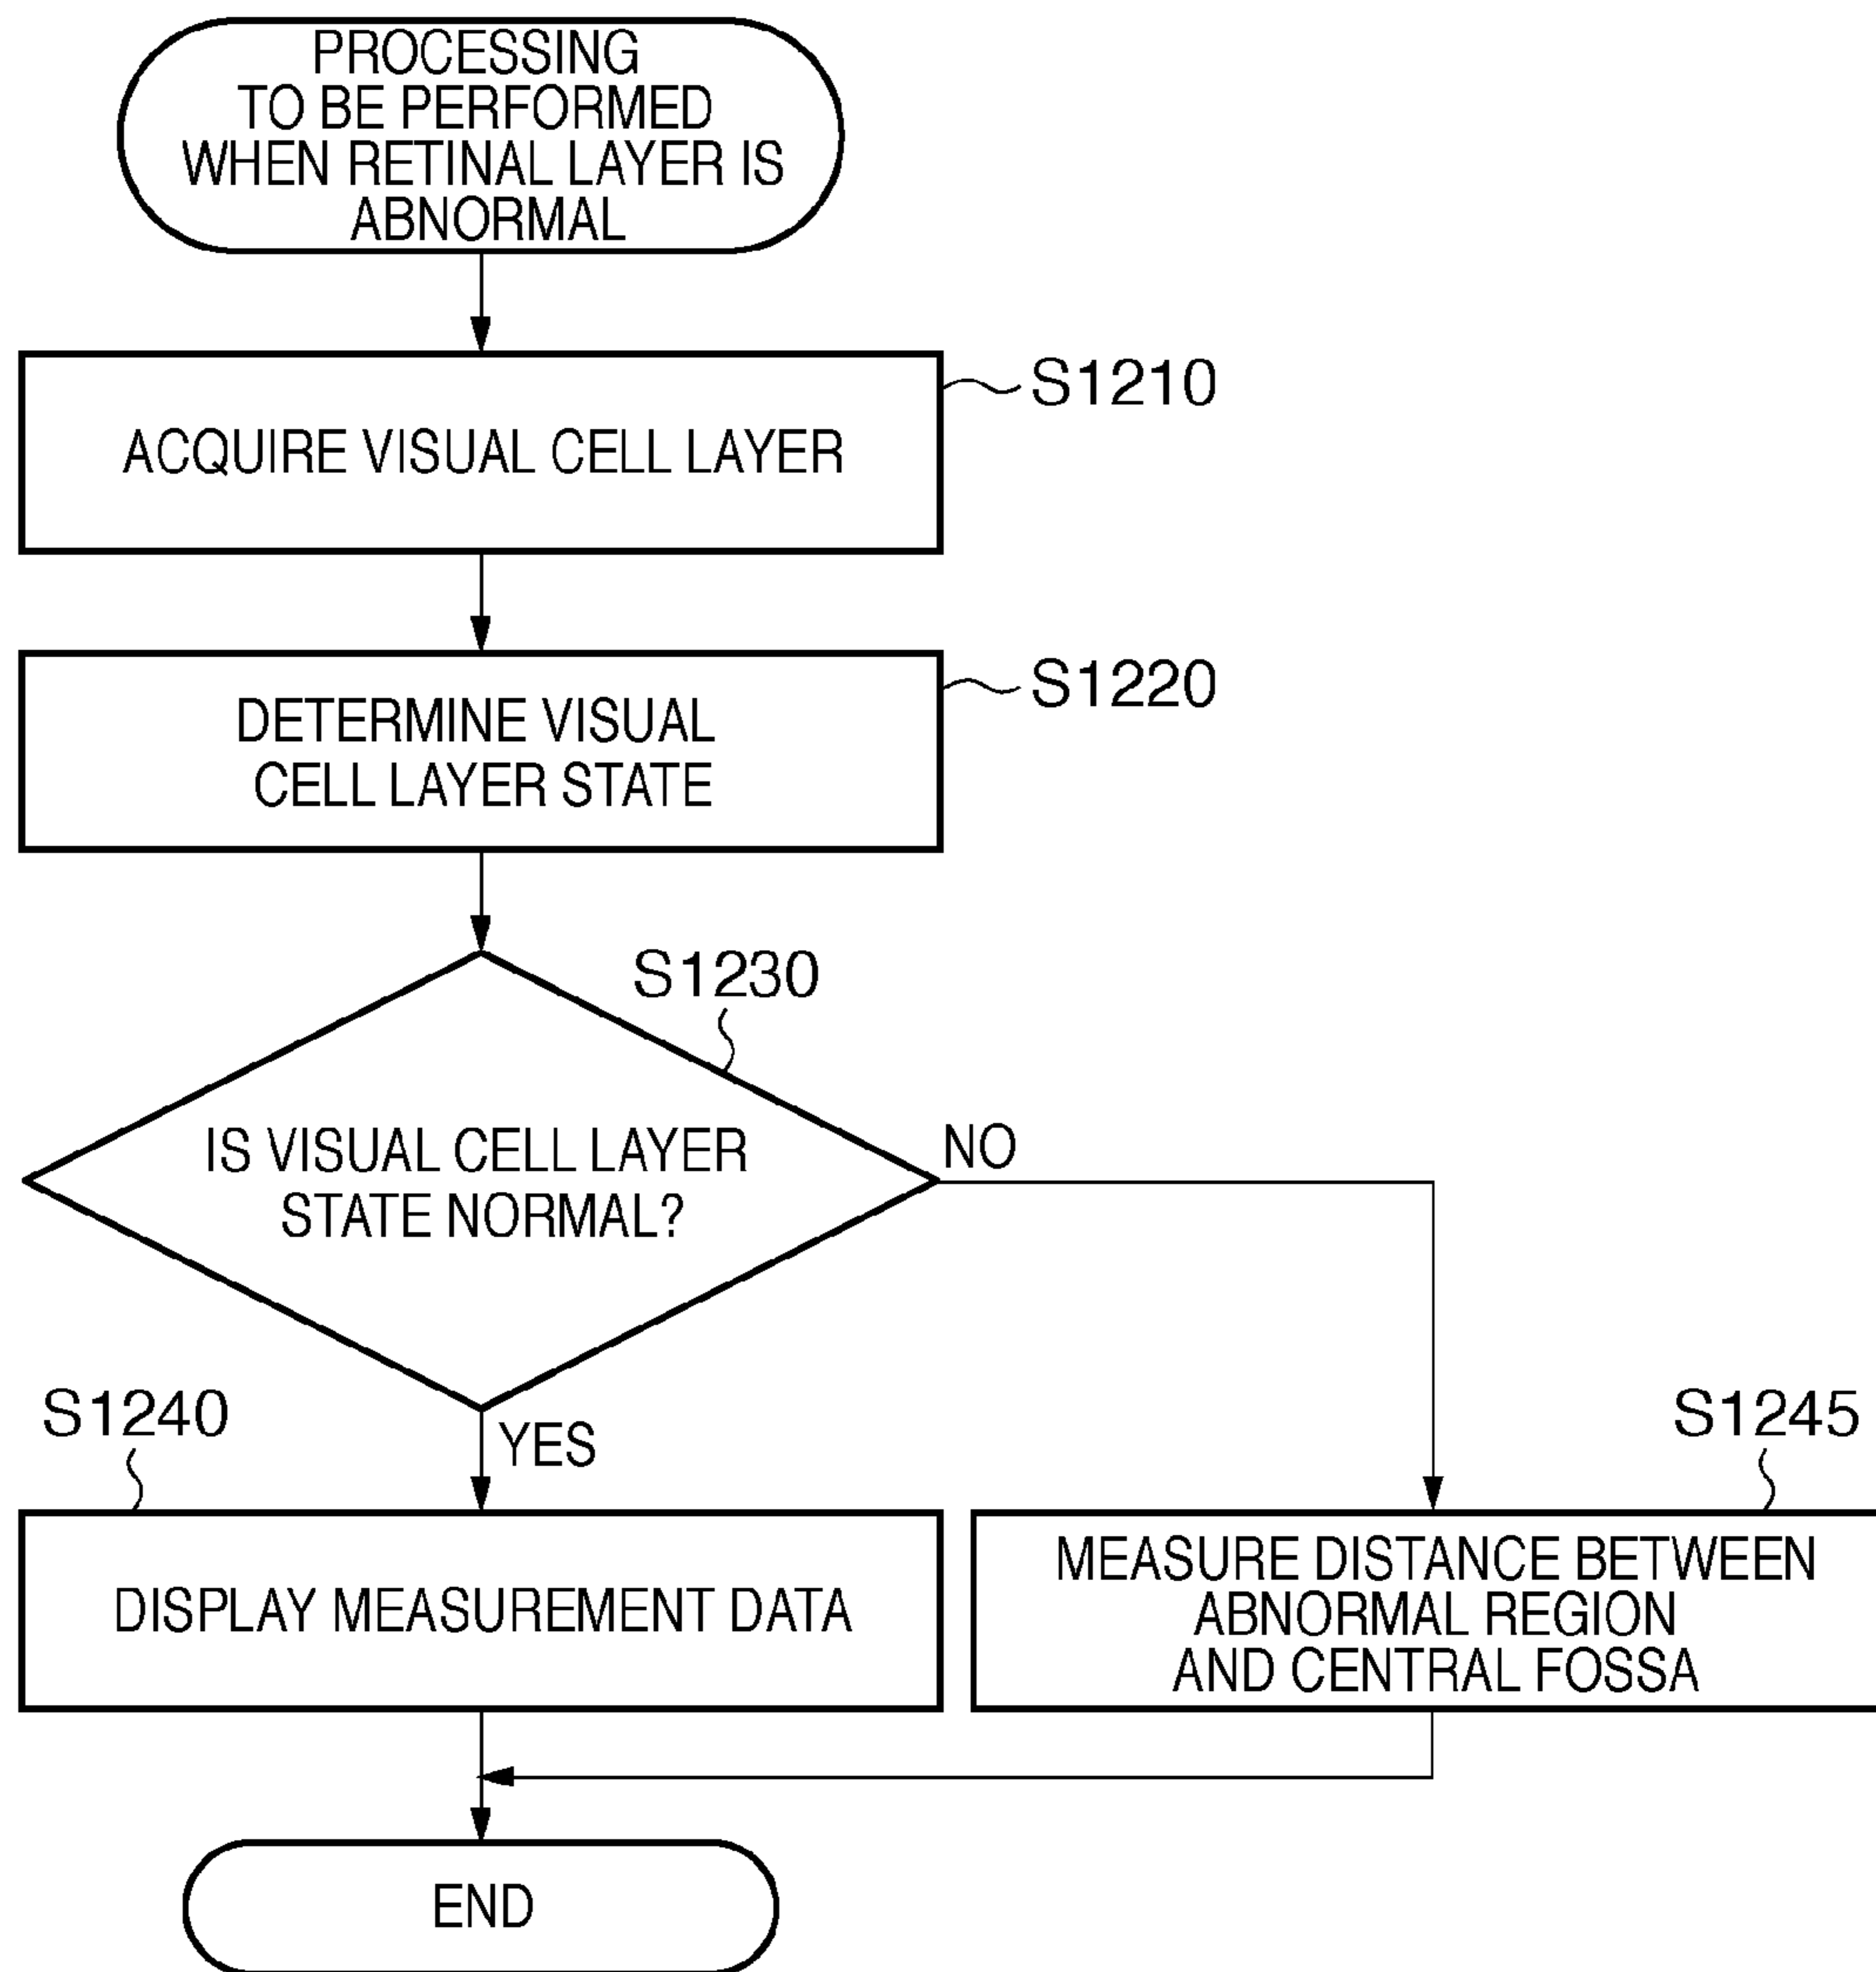 PROCESSING
TO BE PERFORMED
WHEN RETINAL LAYER IS
ABNORMAL
S1210
ACQUIRE VISUAL CELL LAYER
S1220
DETERMINE VISUAL
CELL LAYER STATE
S1230
IS VISUAL CELL LAYER
STATE NORMAL?
NO
YES
S1240
DISPLAY MEASUREMENT DATA
S1245
MEASURE DISTANCE BETWEEN
ABNORMAL REGION
AND CENTRAL FOSSA
END